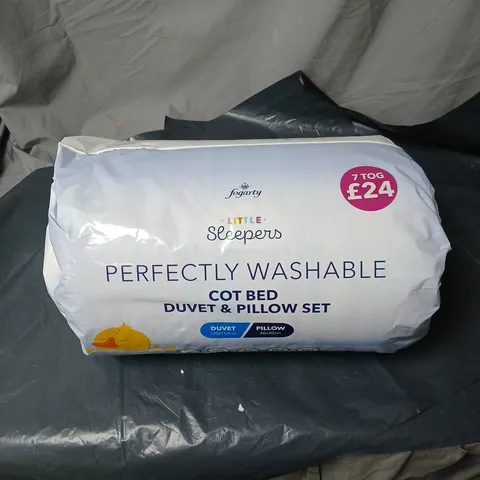 fogarty
7 TOG
£24
LITTLE
Sleepers
PERFECTLY WASHABLE
COT BED
DUVET & PILLOW SET
DUVET PILLOW